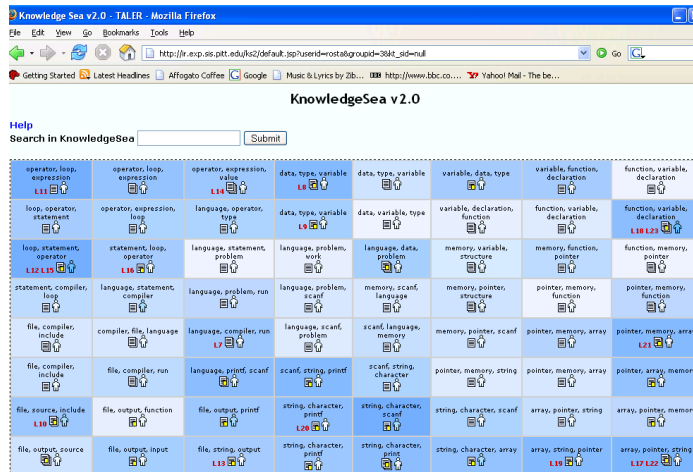 Knowledge Sea v2.0 - TALER - Mozilla Firefox
File Edit View Go Bookmarks Tools Help
http://ir.exp.sis.pitt.edu/ks2/default.jsp?userid=rosta&groupid=3&kt_sid=null Go
Getting Started Latest Headlines Affogato Coffee Google Music & Lyrics by Zib... http://www.bbc.co.... Yahoo! Mail - The be...
KnowledgeSea v2.0
Help
Search in KnowledgeSea Submit
operator, loop, expression L11
operator, loop, expression
operator, expression, value L14
data, type, variable L8
data, type, variable
variable, data, type
variable, function, declaration
function, variable, declaration
loop, operator, statement
operator, expression, loop
language, operator, type
data, type, variable L9
data, variable, type
variable, declaration, function
function, variable, declaration
function, variable, declaration L18 L23
loop, statement, operator L12 L15
statement, loop, operator L16
language, statement, problem
language, problem, work
language, data, problem
memory, variable, structure
memory, function, pointer
function, memory, pointer
statement, compiler, loop
language, statement, compiler
language, problem, run
language, problem, scanf
memory, scanf, language
memory, pointer, structure
pointer, memory, function
pointer, memory, function
file, compiler, include
compiler, file, language
language, compiler, run L7
language, scanf, problem
scanf, language, memory
memory, pointer, scanf
pointer, memory, array
pointer, memory, array L21
file, compiler, include
file, compiler, run
language, printf, scanf
scanf, string, printf
scanf, string, character
pointer, memory, string
pointer, array, memory
pointer, array, memor
file, source, include L10
file, output, function
file, output, printf
string, character, printf L20
string, character, scanf
string, character, scanf
array, pointer, string
array, pointer, memor
file, output, source
file, output, input
file, string, output L13
string, character, printf
string, character, print
string, character, array
array, string, pointer L19
array, pointer, string L17 L22